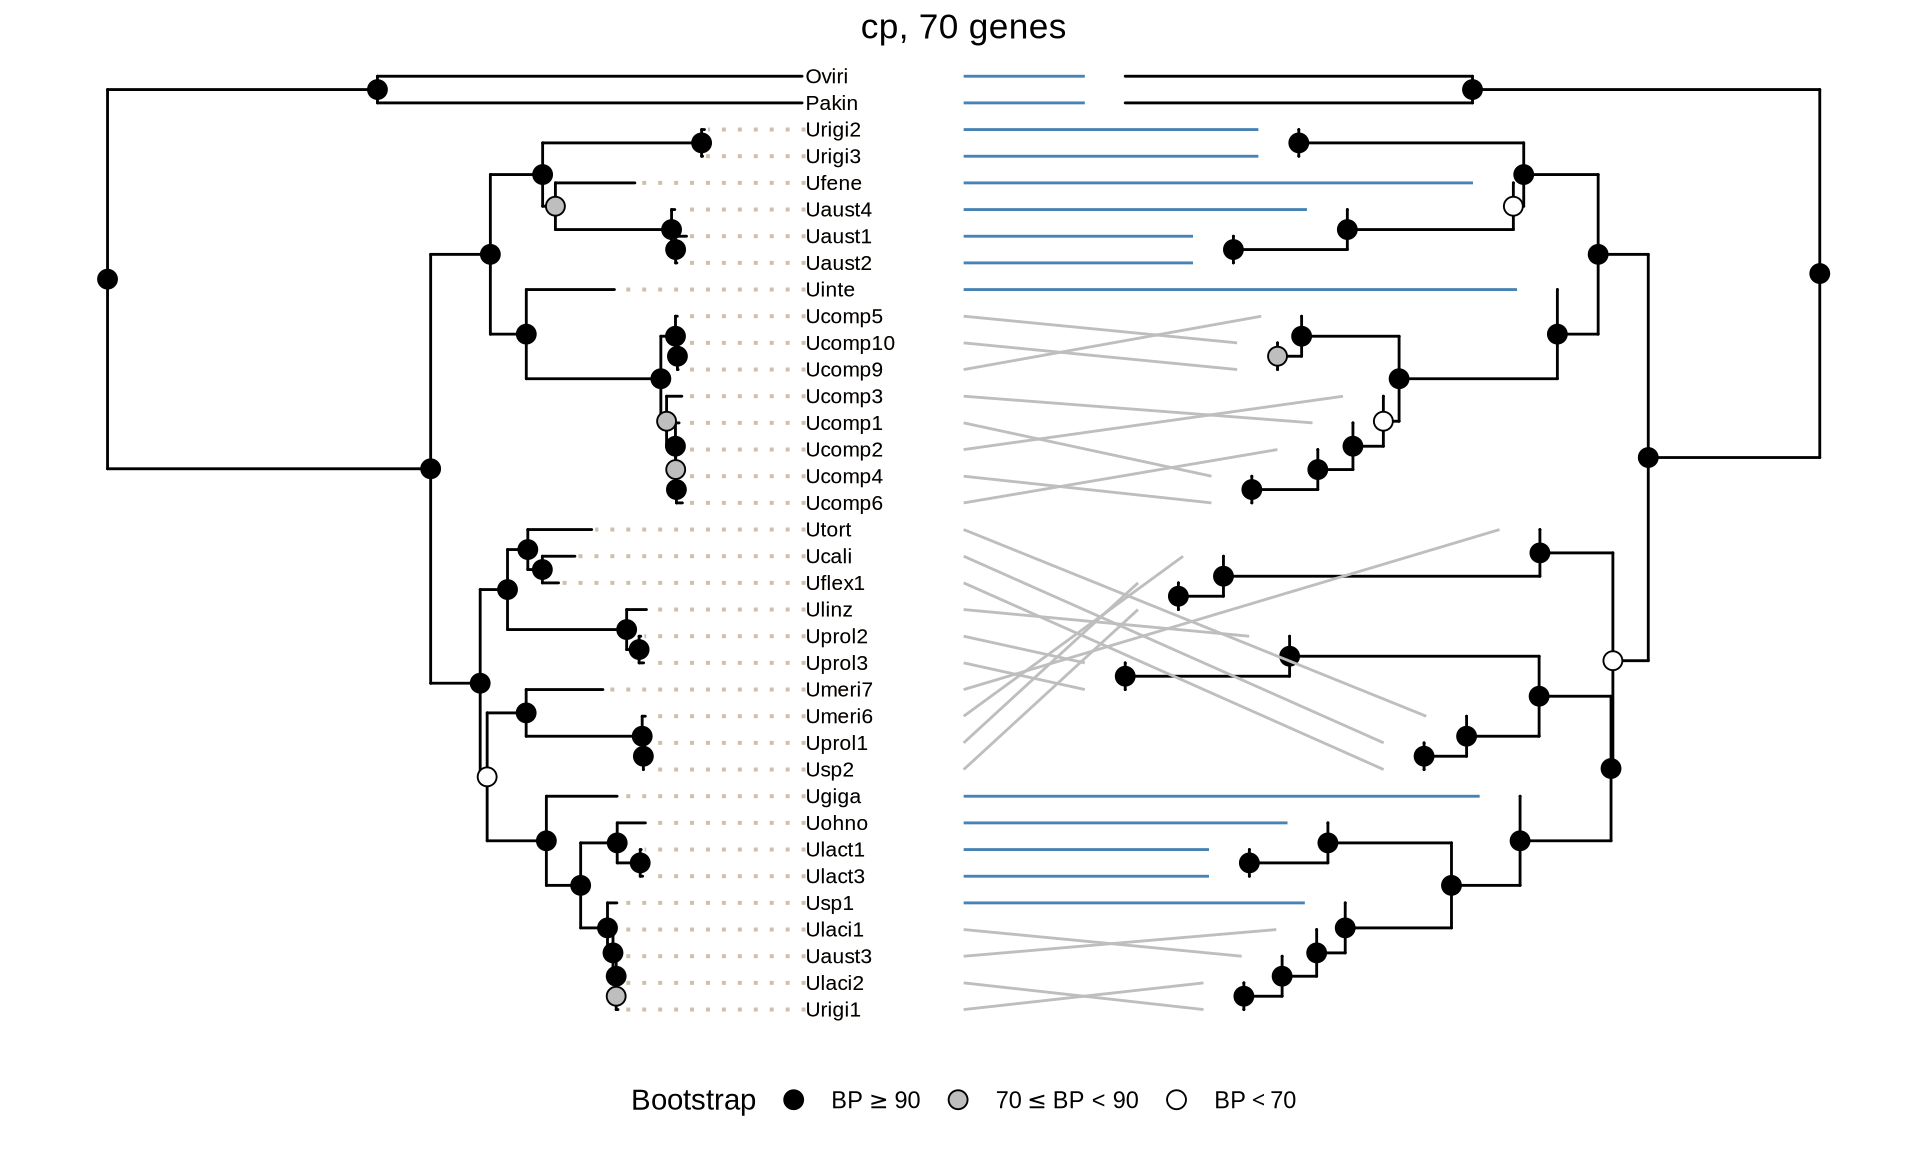 cp, 70 genes
Oviri
Pakin
Urigi2
Urigi3
Ufene
Uaust4
Uaust1
Uaust2
Uinte
Ucomp5
Ucomp10
Ucomp9
Ucomp3
Ucomp1
Ucomp2
Ucomp4
Ucomp6
Utort
Ucali
Uflex1
Ulinz
Uprol2
Uprol3
Umeri7
Umeri6
Uprol1
Usp2
Ugiga
Uohno
Ulact1
Ulact3
Usp1
Ulaci1
Uaust3
Ulaci2
Urigi1
Bootstrap BP ≥ 90 70 ≤ BP < 90 BP < 70